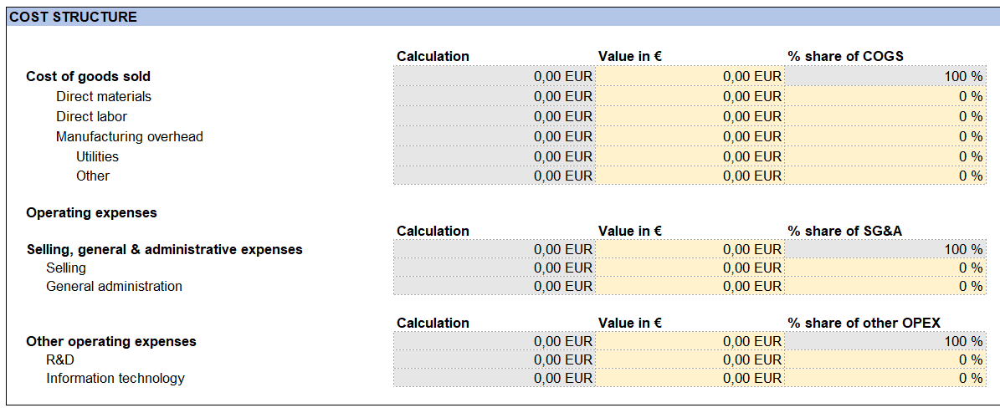 COST STRUCTURE
Calculation Value in € % share of COGS
Cost of goods sold 0,00 EUR 0,00 EUR 100 %
Direct materials 0,00 EUR 0,00 EUR 0 %
Direct labor 0,00 EUR 0,00 EUR 0 %
Manufacturing overhead 0,00 EUR 0,00 EUR 0 %
Utilities 0,00 EUR 0,00 EUR 0 %
Other 0,00 EUR 0,00 EUR 0 %
Operating expenses
Calculation Value in € % share of SG&A
Selling, general & administrative expenses 0,00 EUR 0,00 EUR 100 %
Selling 0,00 EUR 0,00 EUR 0 %
General administration 0,00 EUR 0,00 EUR 0 %
Calculation Value in € % share of other OPEX
Other operating expenses 0,00 EUR 0,00 EUR 100 %
R&D 0,00 EUR 0,00 EUR 0 %
Information technology 0,00 EUR 0,00 EUR 0 %